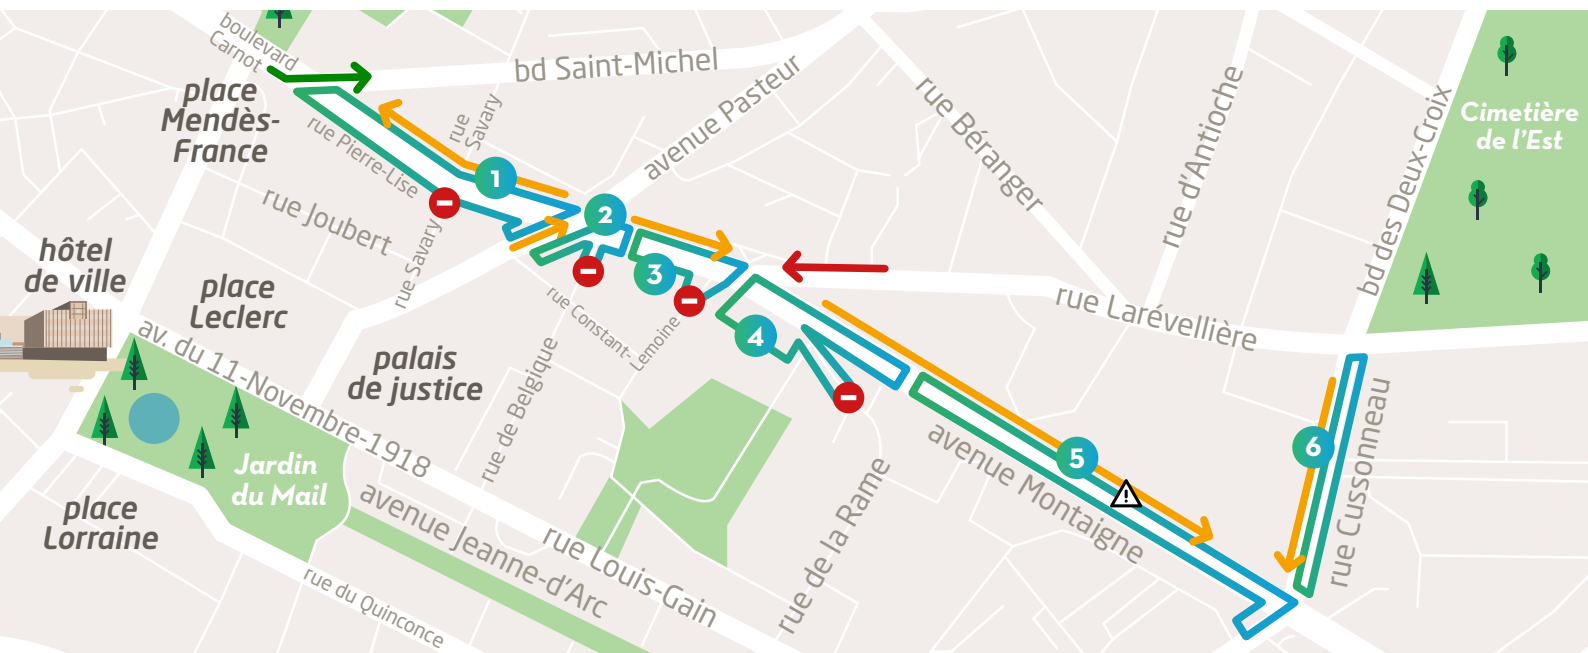 boulevard
Carnot
bd Saint-Michel
place
Mendès-
France
rue Pierre-Lise
rue
Savary
avenue Pasteur
rue Béranger
rue d'Antioche
bd des Deux-Croix
Cimetière
de l'Est
1
2
3
4
5
6
rue Joubert
rue Savary
hôtel
de ville
place
Leclerc
rue Constant-
Lemoine
rue Larévellière
av. du 11-Novembre-1918
palais
de justice
rue de Belgique
avenue Montaigne
rue Cussonneau
Jardin
du Mail
place
Lorraine
avenue Jeanne-d'Arc
rue Louis-Gain
rue de la Rame
rue du Quinconce
!